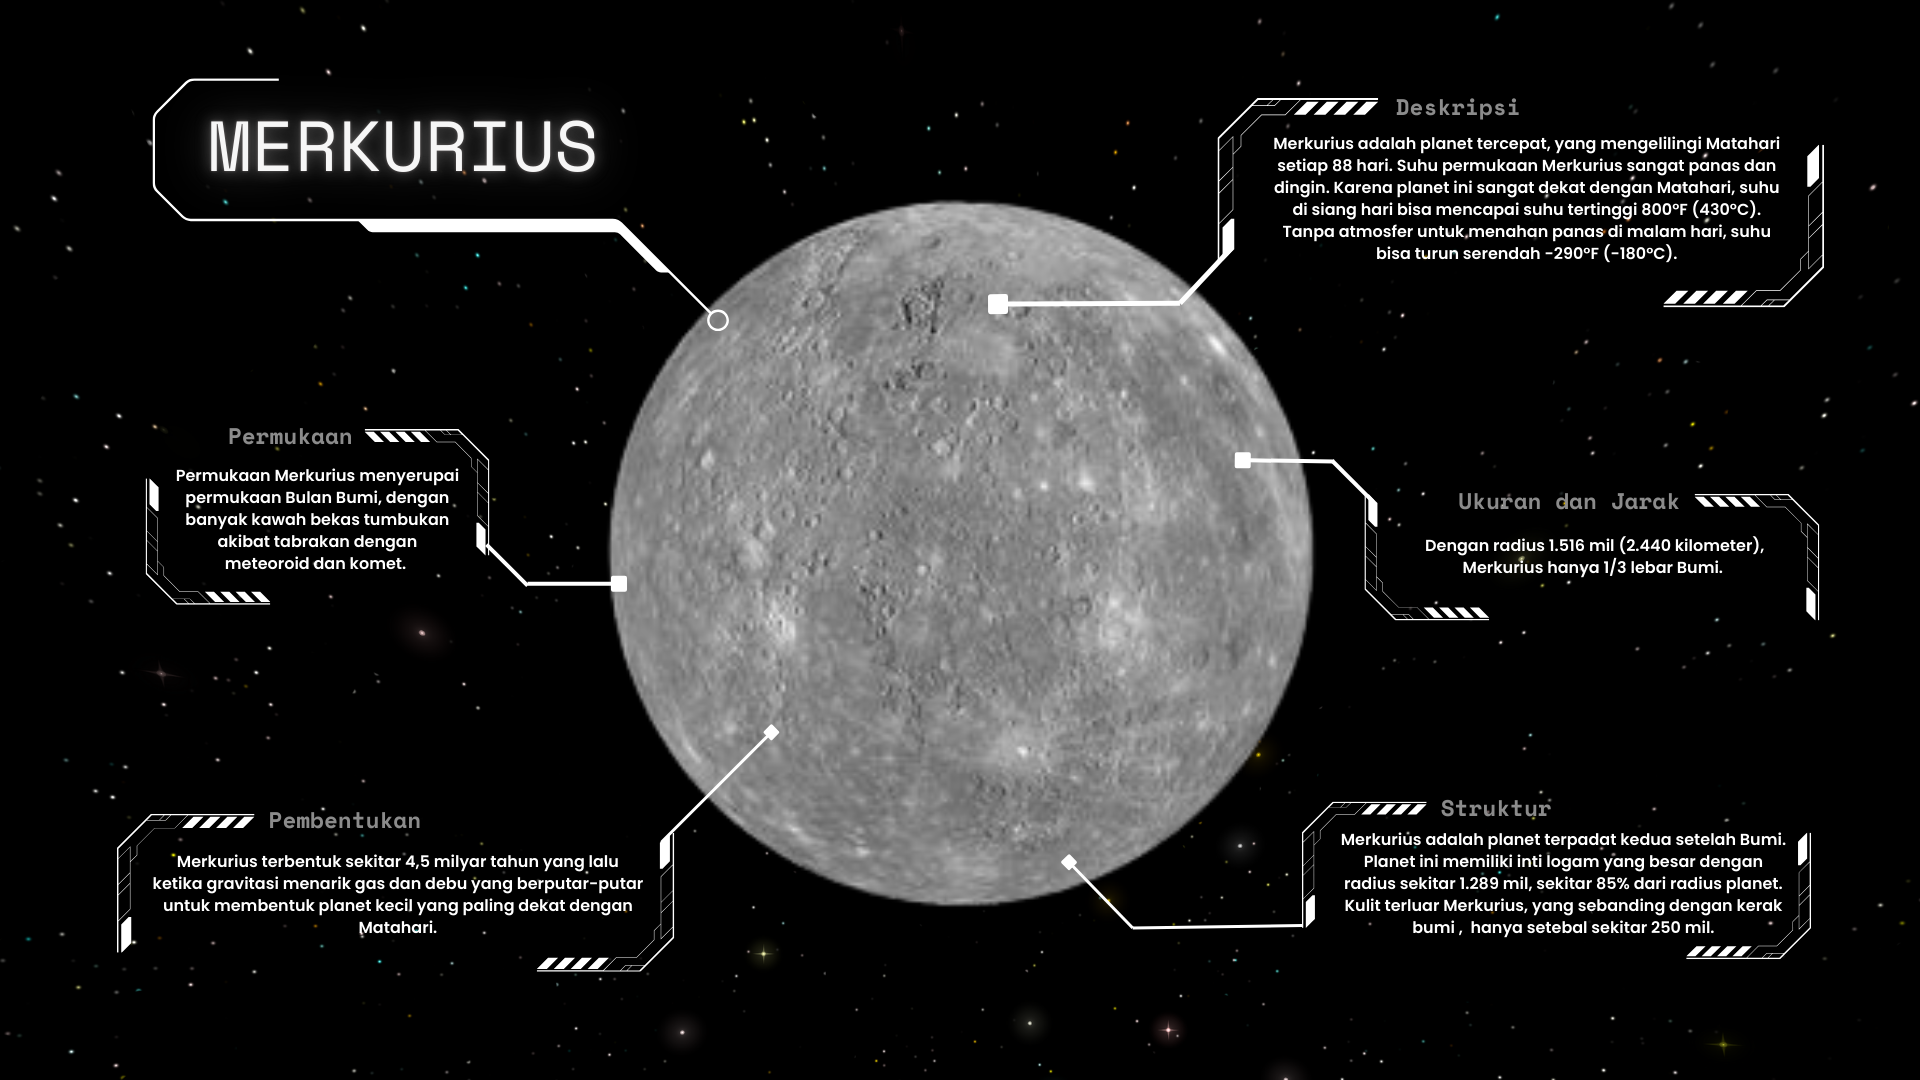 MERKURIUS
Deskripsi
Merkurius adalah planet tercepat, yang mengelilingi Matahari
setiap 88 hari. Suhu permukaan Merkurius sangat panas dan
dingin. Karena planet ini sangat dekat dengan Matahari, suhu
di siang hari bisa mencapai suhu tertinggi 800°F (430°C).
Tanpa atmosfer untuk menahan panas di malam hari, suhu
bisa turun serendah -290°F (-180°C).
Permukaan
Permukaan Merkurius menyerupai
permukaan Bulan Bumi, dengan
banyak kawah bekas tumbukan
akibat tabrakan dengan
meteoroid dan komet.
Ukuran dan Jarak
Dengan radius 1.516 mil (2.440 kilometer),
Merkurius hanya 1/3 lebar Bumi.
Pembentukan
Merkurius terbentuk sekitar 4,5 milyar tahun yang lalu
ketika gravitasi menarik gas dan debu yang berputar-putar
untuk membentuk planet kecil yang paling dekat dengan
Matahari.
Struktur
Merkurius adalah planet terpadat kedua setelah Bumi.
Planet ini memiliki inti logam yang besar dengan
radius sekitar 1.289 mil, sekitar 85% dari radius planet.
Kulit terluar Merkurius, yang sebanding dengan kerak
bumi ,  hanya setebal sekitar 250 mil.